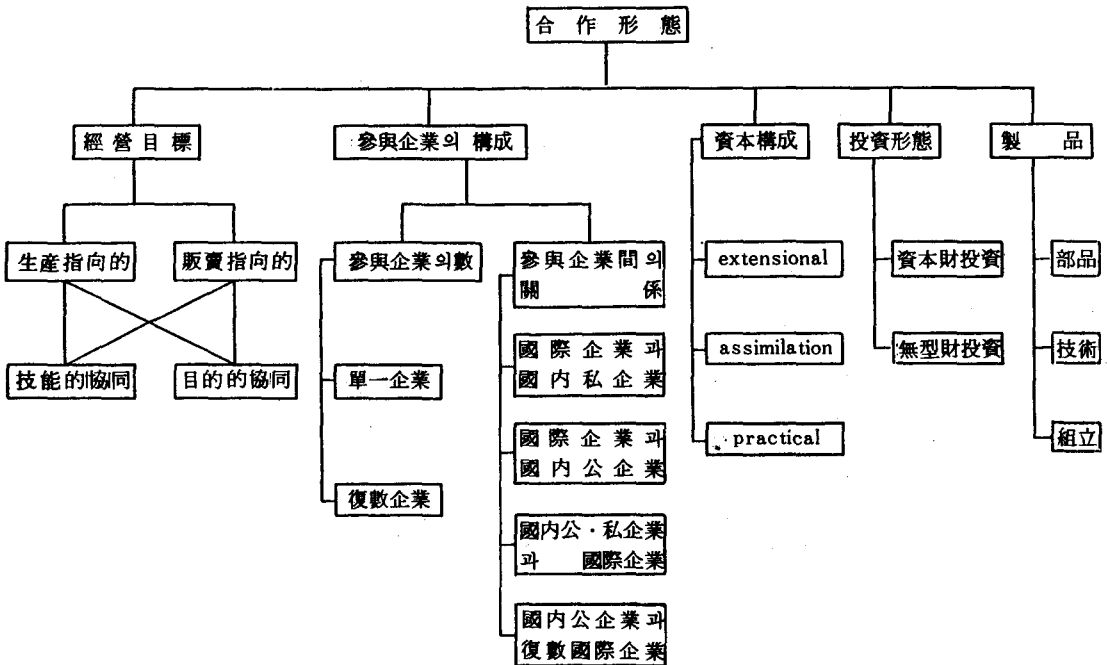 合作形態
經營目標
參與企業의 構成
資本構成
投資形態
製品
生産指向的
販賣指向的
技能的協同
目的的協同
參與企業의數
單一企業
復數企業
參與企業間의
關係
國際企業과
國内私企業
國際企業과
國内公企業
國内公・私企業
과 國際企業
國内公企業과
復數國際企業
extensional
assimilation
practical
資本財投資
無型財投資
部品
技術
組立